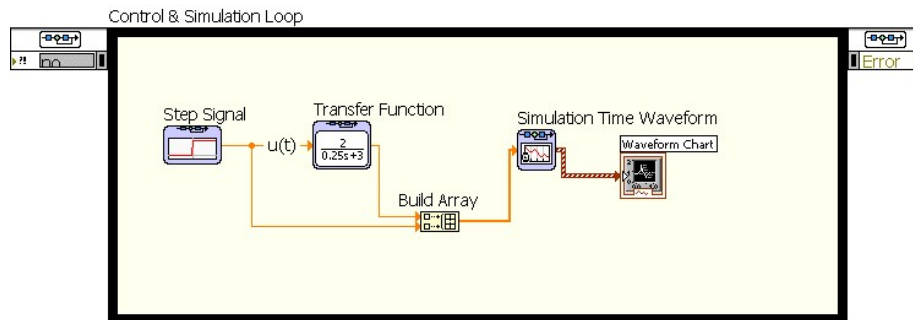 Control & Simulation Loop
?! no
Error
Step Signal
Transfer Function
Simulation Time Waveform
Waveform Chart
u(t)
2
0.25s+3
Build Array